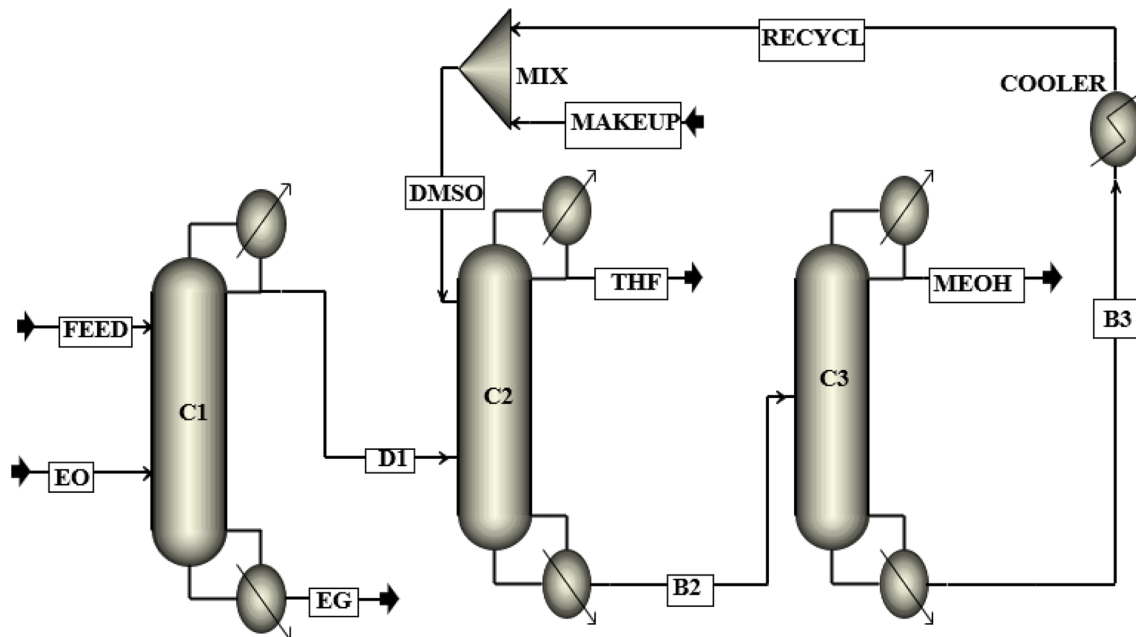 RECYCL
MIX
COOLER
MAKEUP
DMSO
THF
MEOH
FEED
B3
C1
C2
C3
EO
D1
EG
B2